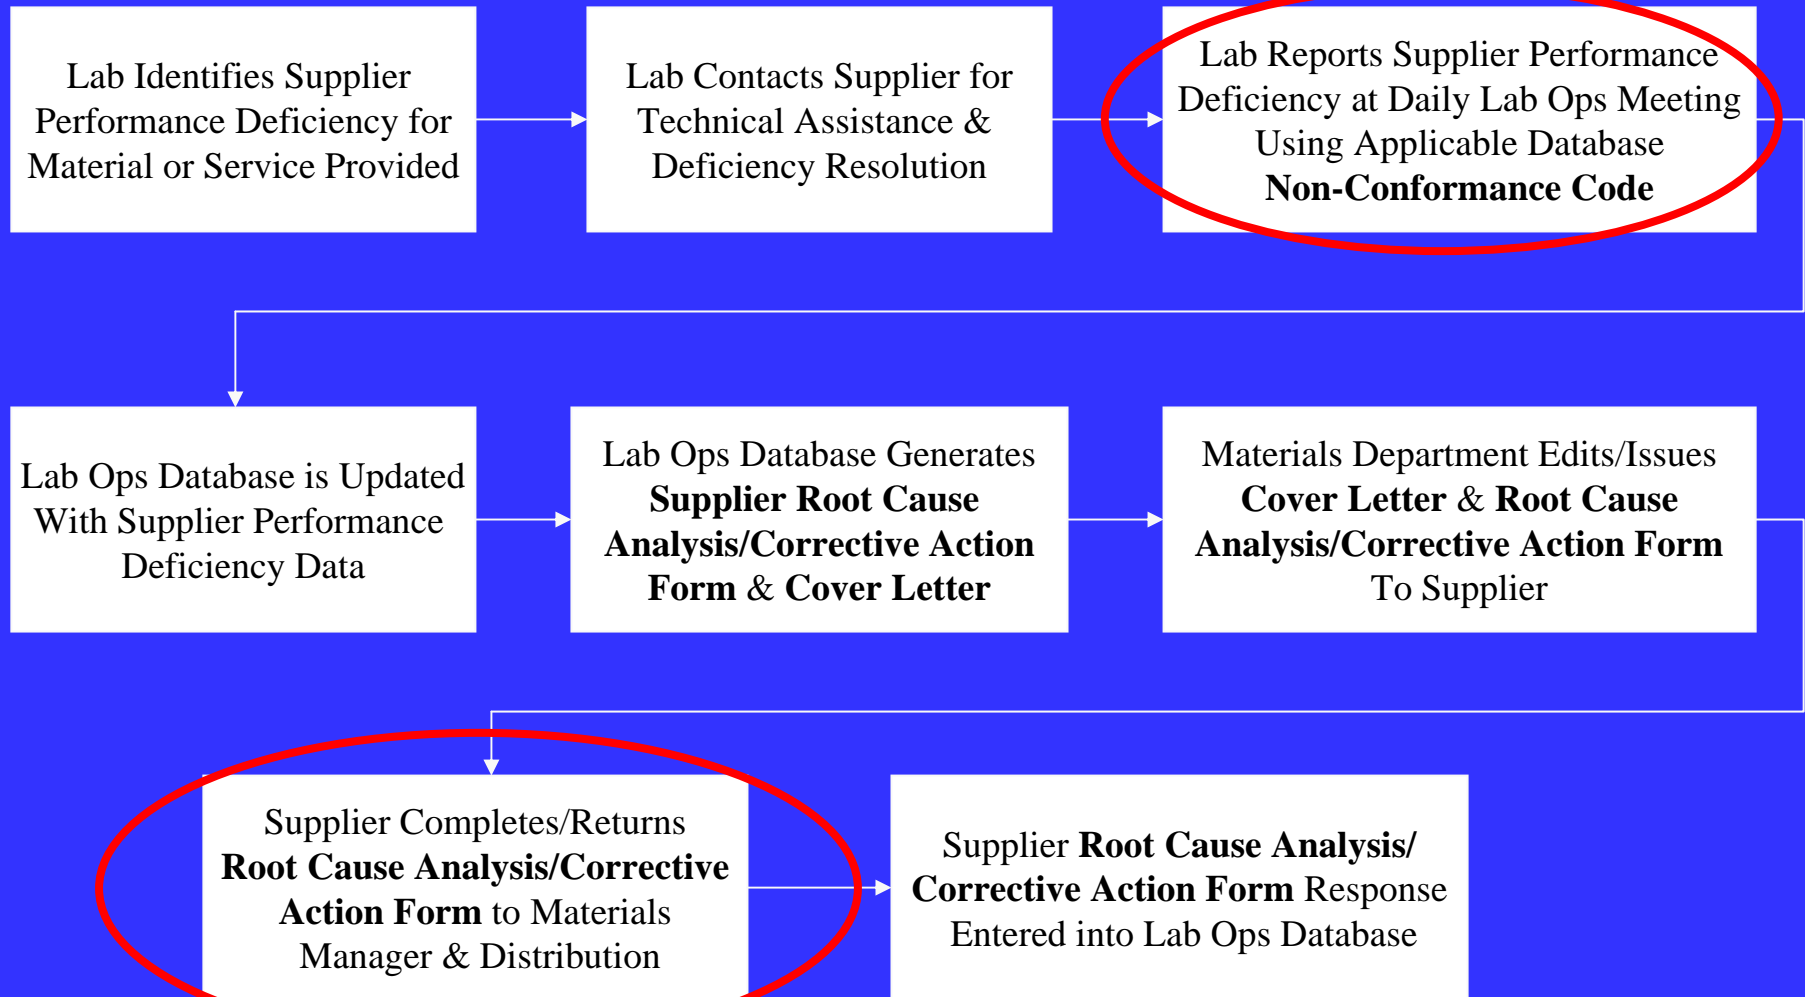 Lab Identifies Supplier
Performance Deficiency for
Material or Service Provided
Lab Contacts Supplier for
Technical Assistance &
Deficiency Resolution
Lab Reports Supplier Performance
Deficiency at Daily Lab Ops Meeting
Using Applicable Database
Non-Conformance Code
Lab Ops Database is Updated
With Supplier Performance
Deficiency Data
Lab Ops Database Generates
Supplier Root Cause
Analysis/Corrective Action
Form & Cover Letter
Materials Department Edits/Issues
Cover Letter & Root Cause
Analysis/Corrective Action Form
To Supplier
Supplier Completes/Returns
Root Cause Analysis/Corrective
Action Form to Materials
Manager & Distribution
Supplier Root Cause Analysis/
Corrective Action Form Response
Entered into Lab Ops Database